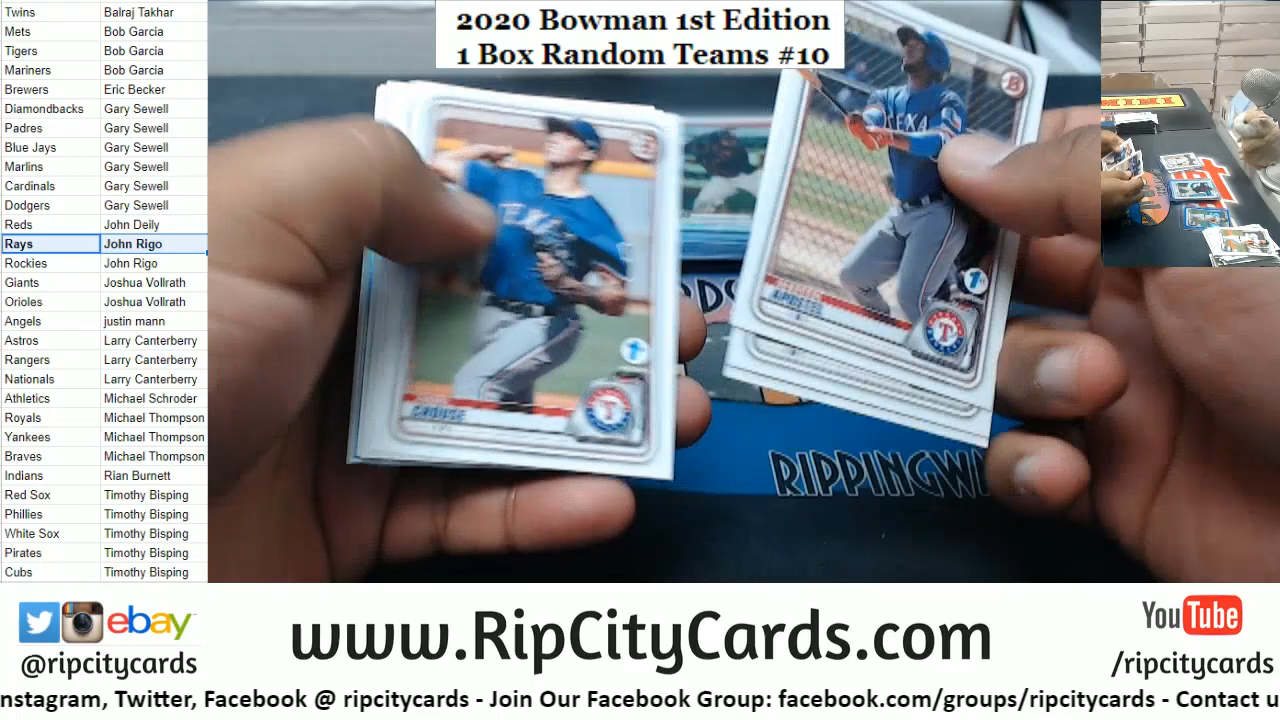 2020 Bowman 1st Edition
1 Box Random Teams #10
Twins Balraj Takhar
Mets Bob Garcia
Tigers Bob Garcia
Mariners Bob Garcia
Brewers Eric Becker
Diamondbacks Gary Sewell
Padres Gary Sewell
Blue Jays Gary Sewell
Marlins Gary Sewell
Cardinals Gary Sewell
Dodgers Gary Sewell
Reds John Deily
Rays John Rigo
Rockies John Rigo
Giants Joshua Vollrath
Orioles Joshua Vollrath
Angels justin mann
Astros Larry Canterberry
Rangers Larry Canterberry
Nationals Larry Canterberry
Athletics Michael Schroder
Royals Michael Thompson
Yankees Michael Thompson
Braves Michael Thompson
Indians Rian Burnett
Red Sox Timothy Bisping
Phillies Timothy Bisping
White Sox Timothy Bisping
Pirates Timothy Bisping
Cubs Timothy Bisping
CROUSE
TEXA
APOSTEL
1st
T
RIPPINGW
PANINI
ebay
@ripcitycards
www.RipCityCards.com
YouTube
/ripcitycards
nstagram, Twitter, Facebook @ ripcitycards - Join Our Facebook Group: facebook.com/groups/ripcitycards - Contact u